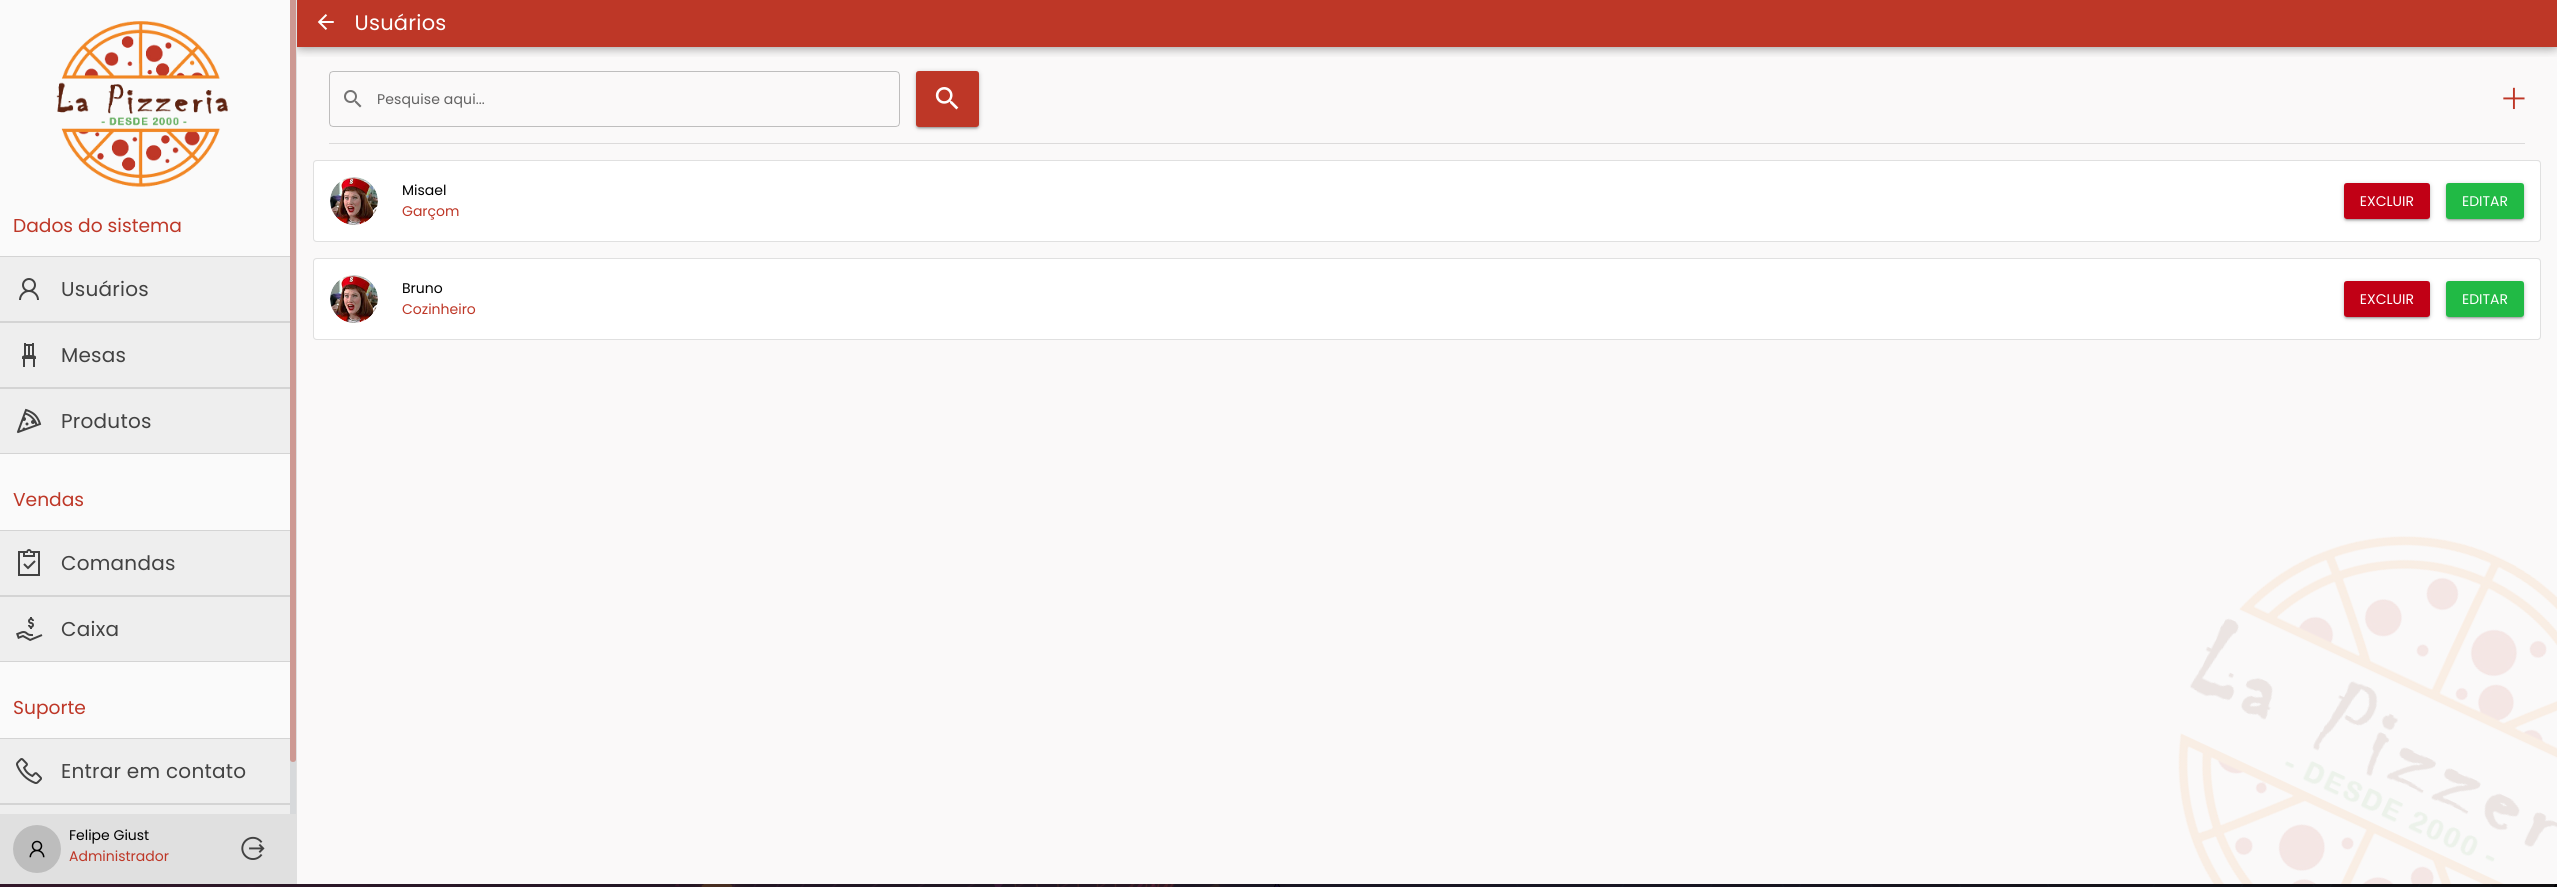 La Pizzeria
- DESDE 2000 -
Dados do sistema
Usuários
Mesas
Produtos
Vendas
Comandas
Caixa
Suporte
Entrar em contato
Felipe Giust
Administrador
Usuários
Pesquise aqui...
Misael
Garçom
EXCLUIR
EDITAR
Bruno
Cozinheiro
EXCLUIR
EDITAR
La Pizzer
- DESDE 2000 -